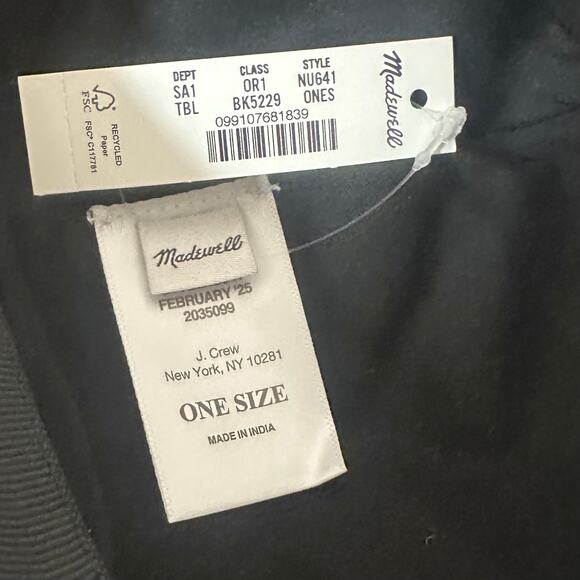 FSC
FSC® C117781
RECYCLED
Paper
DEPT
SA1
TBL
CLASS
OR1
BK5229
STYLE
NU641
ONES
099107681839
Madewell
Madewell
FEBRUARY '25
2035099
J. Crew
New York, NY 10281
ONE SIZE
MADE IN INDIA